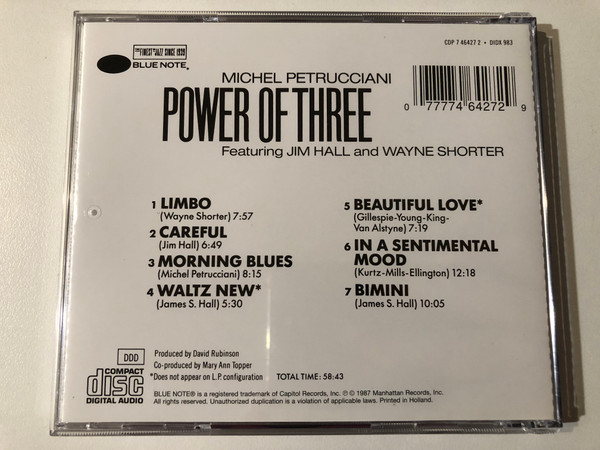 THE FINEST IN JAZZ SINCE 1939
BLUE NOTE®
CDP 7 46427 2 • DIDX 983
0 77774 64272 9
MICHEL PETRUCCIANI
POWER OF THREE
Featuring JIM HALL and WAYNE SHORTER
1 LIMBO
(Wayne Shorter) 7:57
2 CAREFUL
(Jim Hall) 6:49
3 MORNING BLUES
(Michel Petrucciani) 8:15
4 WALTZ NEW*
(James S. Hall) 5:30
5 BEAUTIFUL LOVE*
(Gillespie-Young-King-
Van Alstyne) 7:19
6 IN A SENTIMENTAL
MOOD
(Kurtz-Mills-Ellington) 12:18
7 BIMINI
(James S. Hall) 10:05
DDD
COMPACT
disc
DIGITAL AUDIO
Produced by David Rubinson
Co-produced by Mary Ann Topper
*Does not appear on L.P. configuration
TOTAL TIME: 58:43
BLUE NOTE® is a registered trademark of Capitol Records, Inc. ℗ © 1987 Manhattan Records, Inc.
All rights reserved. Unauthorized duplication is a violation of applicable laws. Printed in Holland.